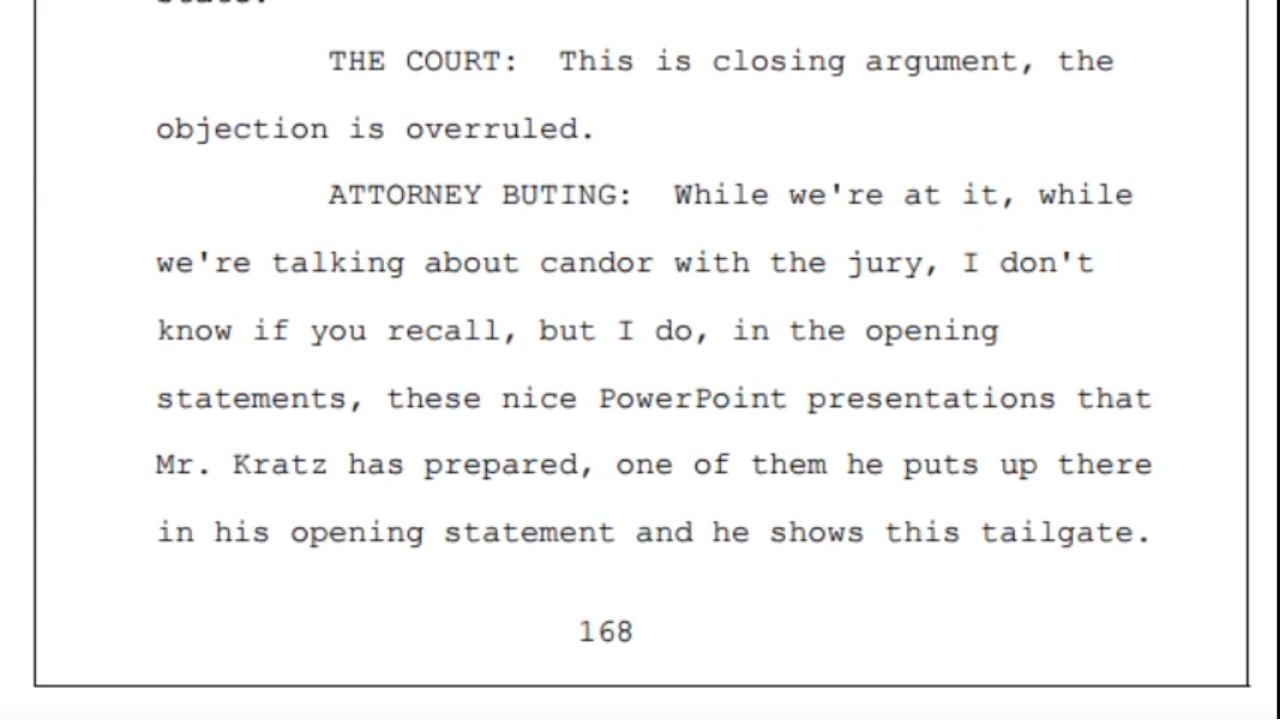 THE COURT: This is closing argument, the
objection is overruled.
ATTORNEY BUTING: While we're at it, while
we're talking about candor with the jury, I don't
know if you recall, but I do, in the opening
statements, these nice PowerPoint presentations that
Mr. Kratz has prepared, one of them he puts up there
in his opening statement and he shows this tailgate.
168